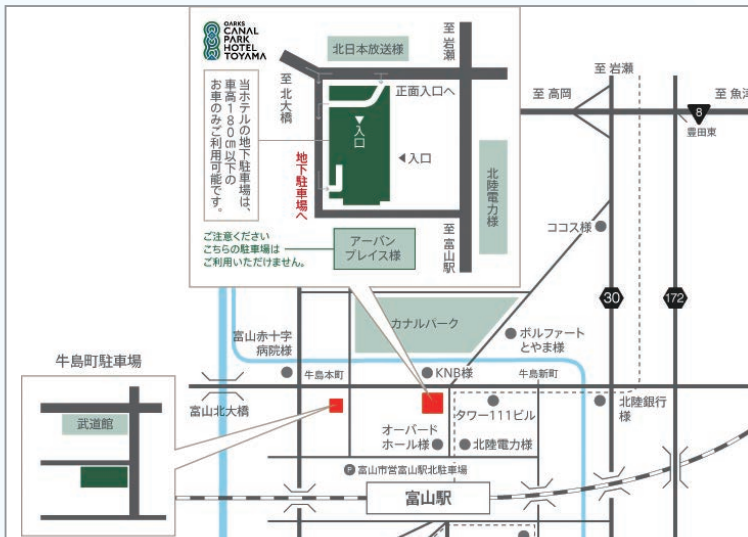 OARKS
CANAL
PARK
HOTEL
TOYAMA
北日本放送様
至 岩瀬
至 北大橋
正面入口へ
入口
入口
当ホテルの地下駐車場は、
車高180cm以下の
お車のみご利用可能です。
地下駐車場へ
北陸電力様
至 富山駅
ご注意ください
こちらの駐車場は
ご利用いただけません。
アーバン
プレイス様
至 岩瀬
至 高岡
至 魚津
8
豊田東
ココス様
30
172
カナルパーク
富山赤十字
病院様
ボルファート
とやま様
牛島本町
KNB様
牛島新町
富山北大橋
タワー111ビル
北陸銀行
様
オーバード
ホール様
北陸電力様
P 富山市営富山駅北駐車場
富山駅
牛島町駐車場
武道館